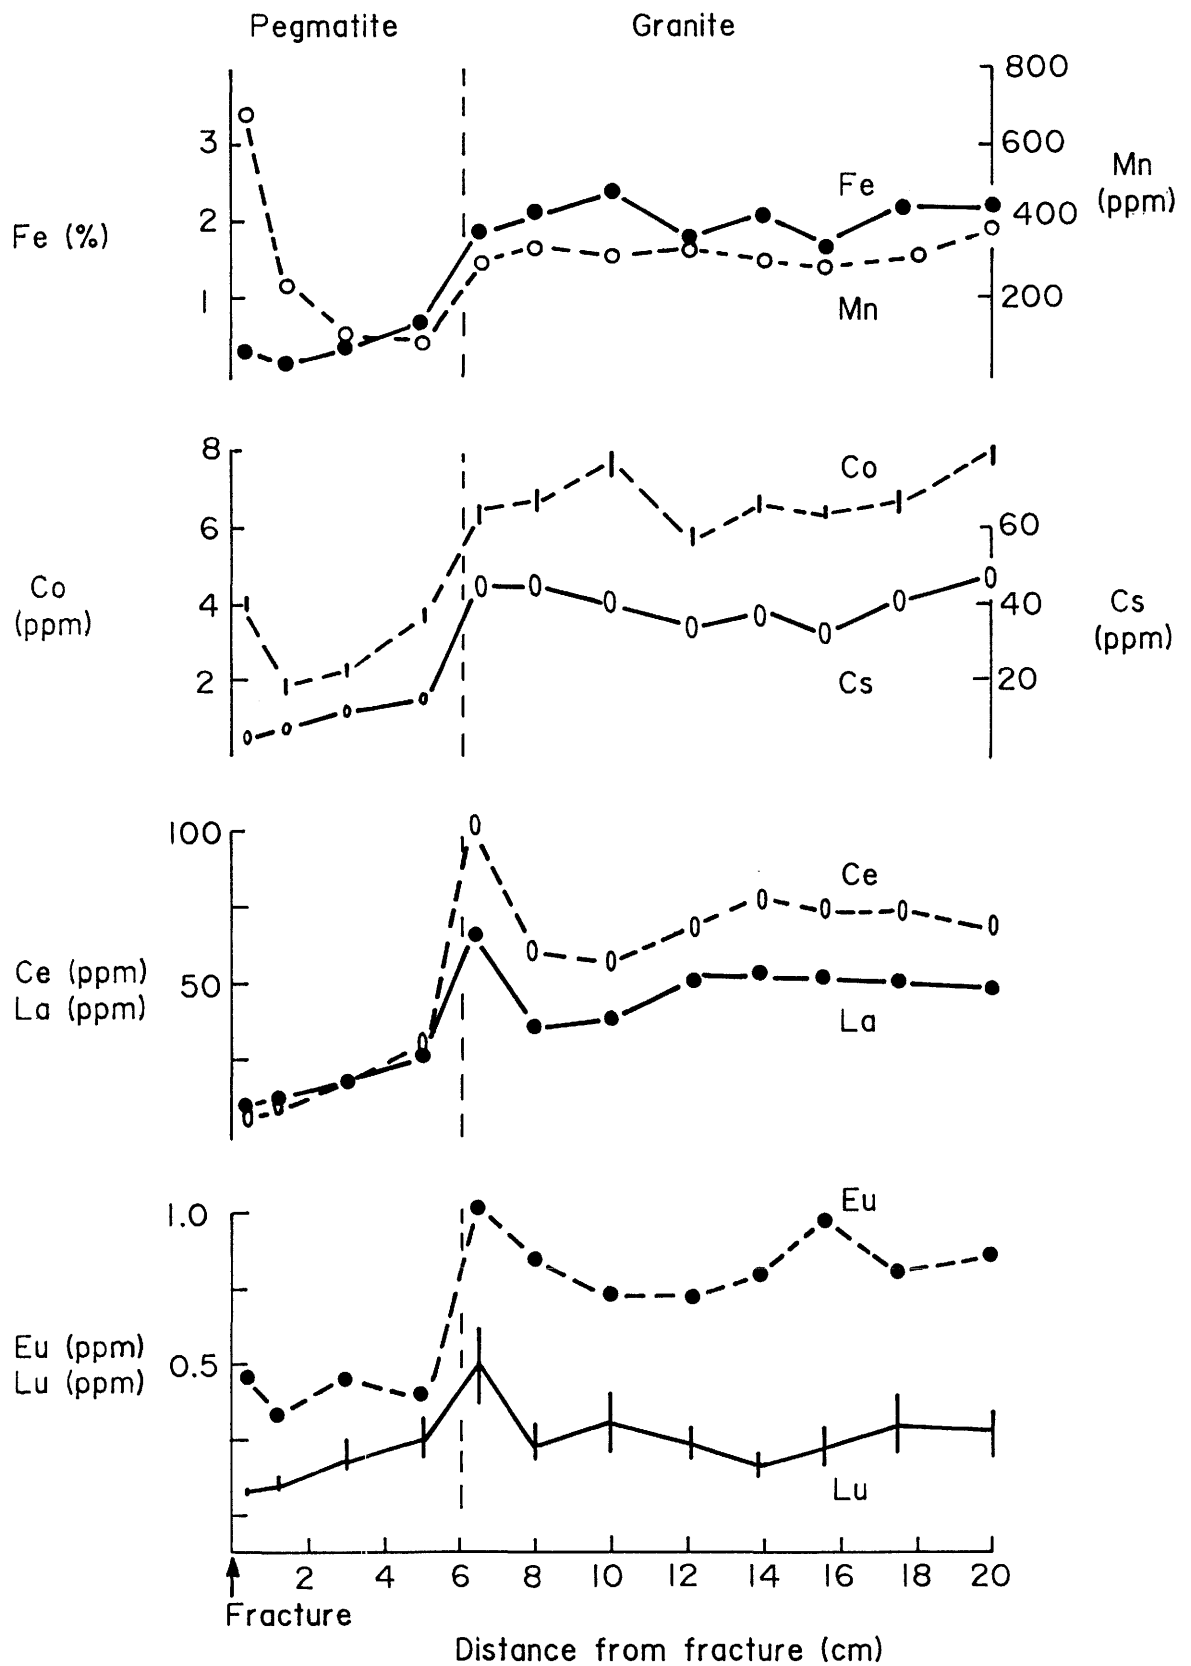 Pegmatite Granite
800
3 600
Fe Mn
(ppm)
2 400
Fe (%)
1 200
Mn
8
Co
6 60
Co
(ppm)
4 40 Cs
(ppm)
2 20
Cs
100
Ce
Ce (ppm)
La (ppm)
50
La
1.0 Eu
Eu (ppm)
Lu (ppm)
0.5
Lu
2 4 6 8 10 12 14 16 18 20
Fracture
Distance from fracture (cm)